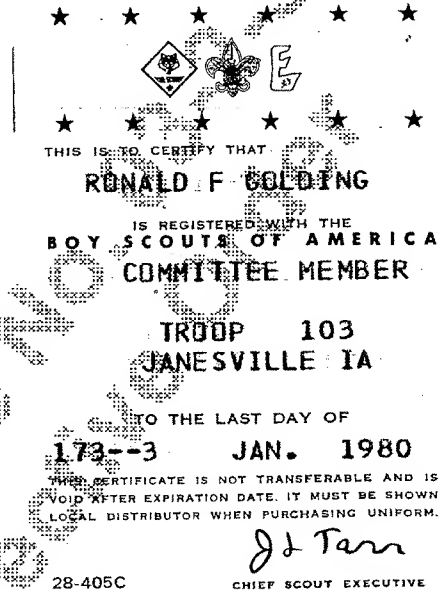 THIS IS TO CERTIFY THAT
RONALD F GOLDING
IS REGISTERED WITH THE
BOY SCOUTS OF AMERICA
COMMITTEE MEMBER
TROOP 103
JANESVILLE IA
TO THE LAST DAY OF
173--3 JAN. 1980
THIS CERTIFICATE IS NOT TRANSFERABLE AND IS
VOID AFTER EXPIRATION DATE. IT MUST BE SHOWN
LOCAL DISTRIBUTOR WHEN PURCHASING UNIFORM.
J L Tarr
28-405C CHIEF SCOUT EXECUTIVE